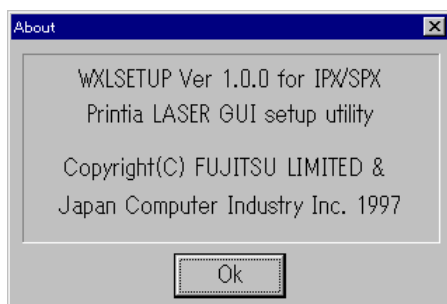 About
WXLSETUP Ver 1.0.0 for IPX/SPX
Printia LASER GUI setup utility
Copyright(C) FUJITSU LIMITED &
Japan Computer Industry Inc. 1997
Ok